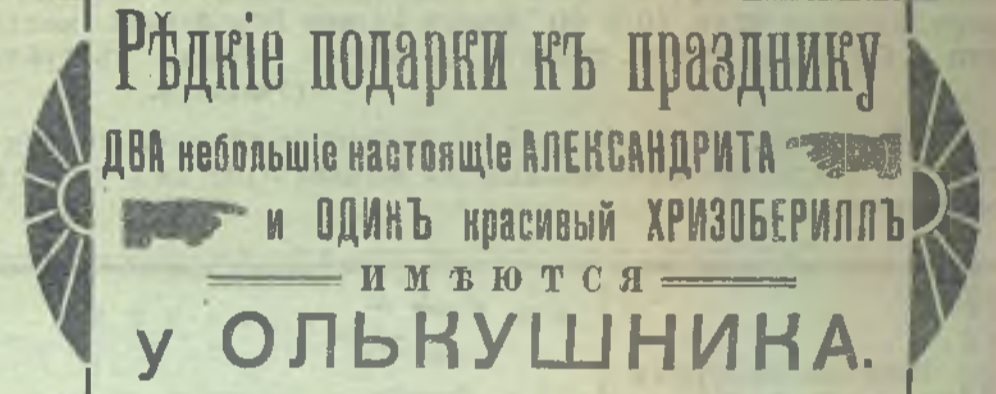 Рѣдкіе подарки къ празднику
ДВА небольшіе настоящіе АЛЕКСАНДРИТА
и ОДИНЪ красивый ХРИЗОБЕРИЛЛЪ
ИМѢЮТСЯ
у ОЛЬКУШНИКА.